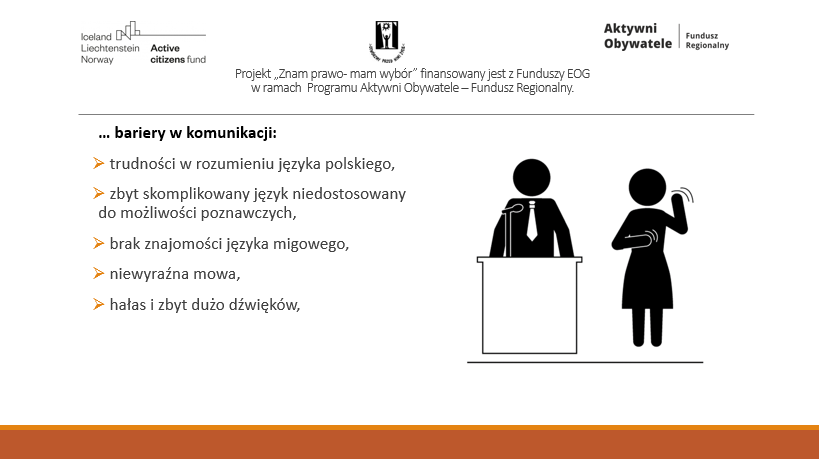 Iceland
Liechtenstein Active
Norway citizens fund
Aktywni
Obywatele
Fundusz
Regionalny
Projekt „Znam prawo- mam wybór” finansowany jest z Funduszy EOG
w ramach Programu Aktywni Obywatele – Fundusz Regionalny.
… bariery w komunikacji:
trudności w rozumieniu języka polskiego,
zbyt skomplikowany język niedostosowany
do możliwości poznawczych,
brak znajomości języka migowego,
niewyraźna mowa,
hałas i zbyt dużo dźwięków,